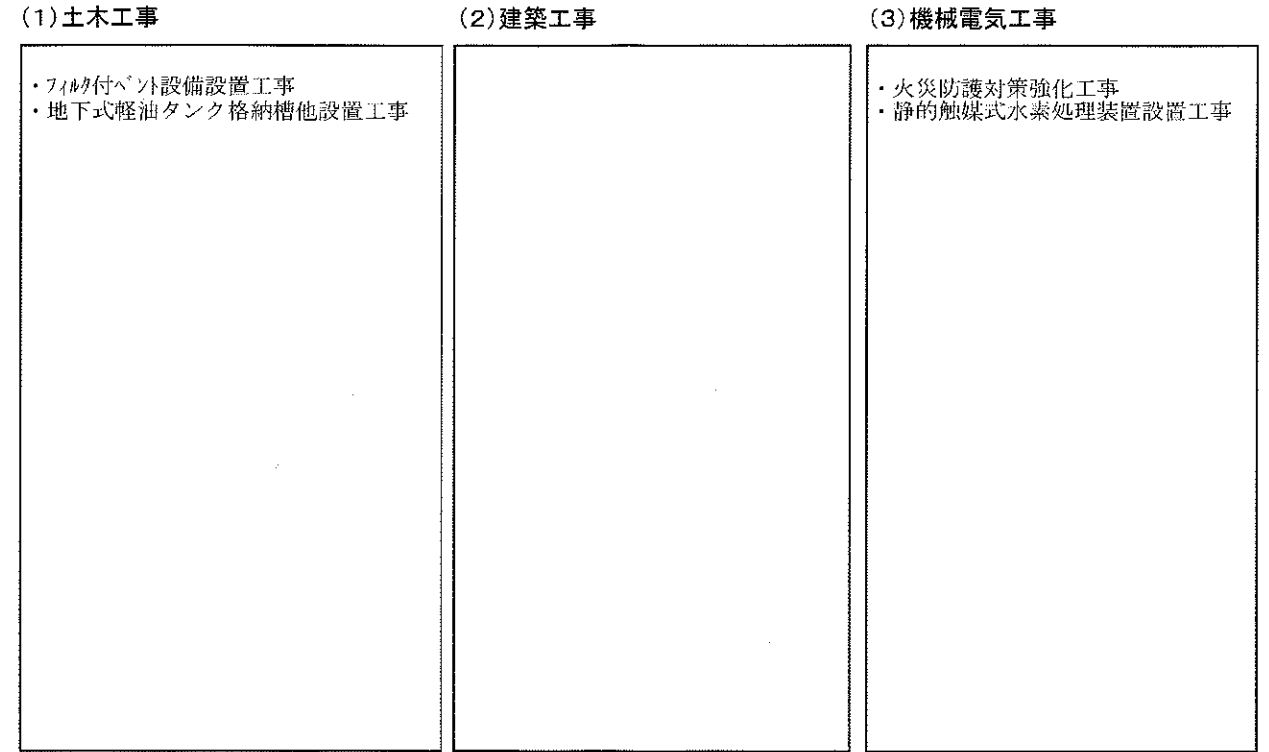 (1)土木工事
・ﾌｨﾙﾀ付ﾍﾞﾝﾄ設備設置工事
・地下式軽油タンク格納槽他設置工事
(2)建築工事
(3)機械電気工事
・火災防護対策強化工事
・静的触媒式水素処理装置設置工事